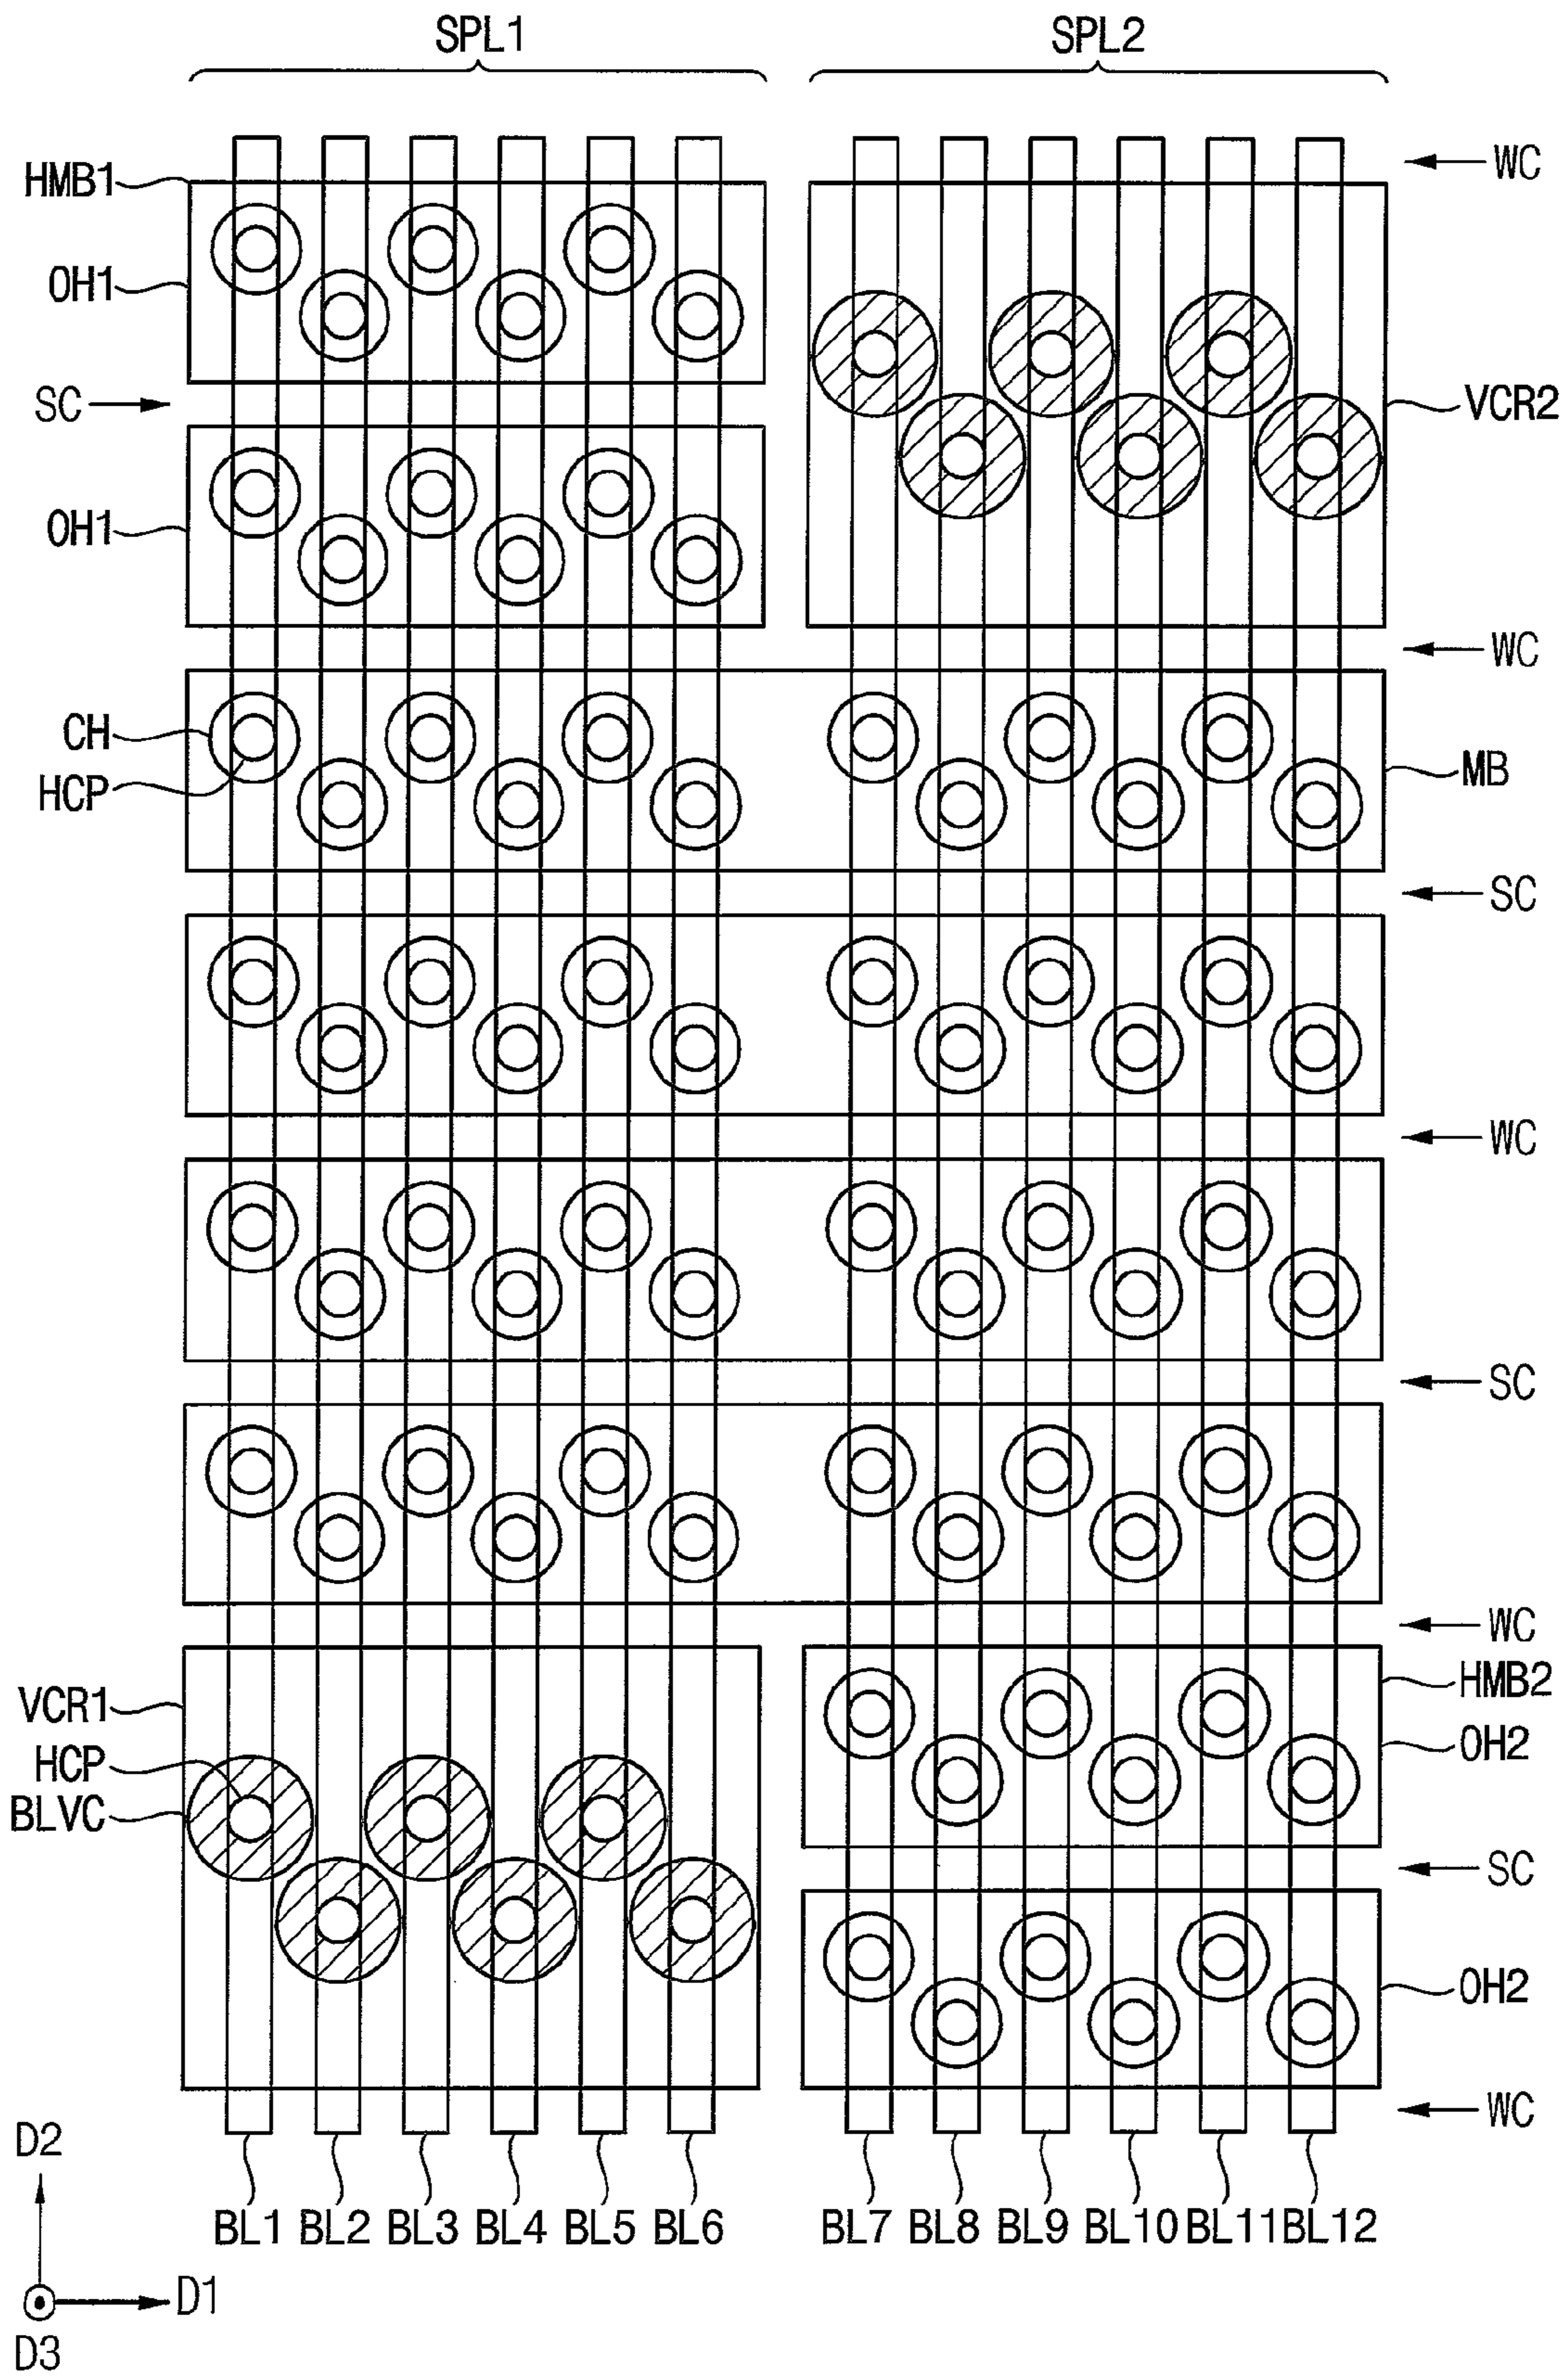 SPL1 SPL2
WC
HMB1
OH1
SC
VCR2
OH1
WC
CH
MB
HCP
SC
WC
SC
WC
HMB2
VCR1
OH2
HCP
BLVC
SC
OH2
WC
D2
BL1 BL2 BL3 BL4 BL5 BL6 BL7 BL8 BL9 BL10 BL11 BL12
D1
D3